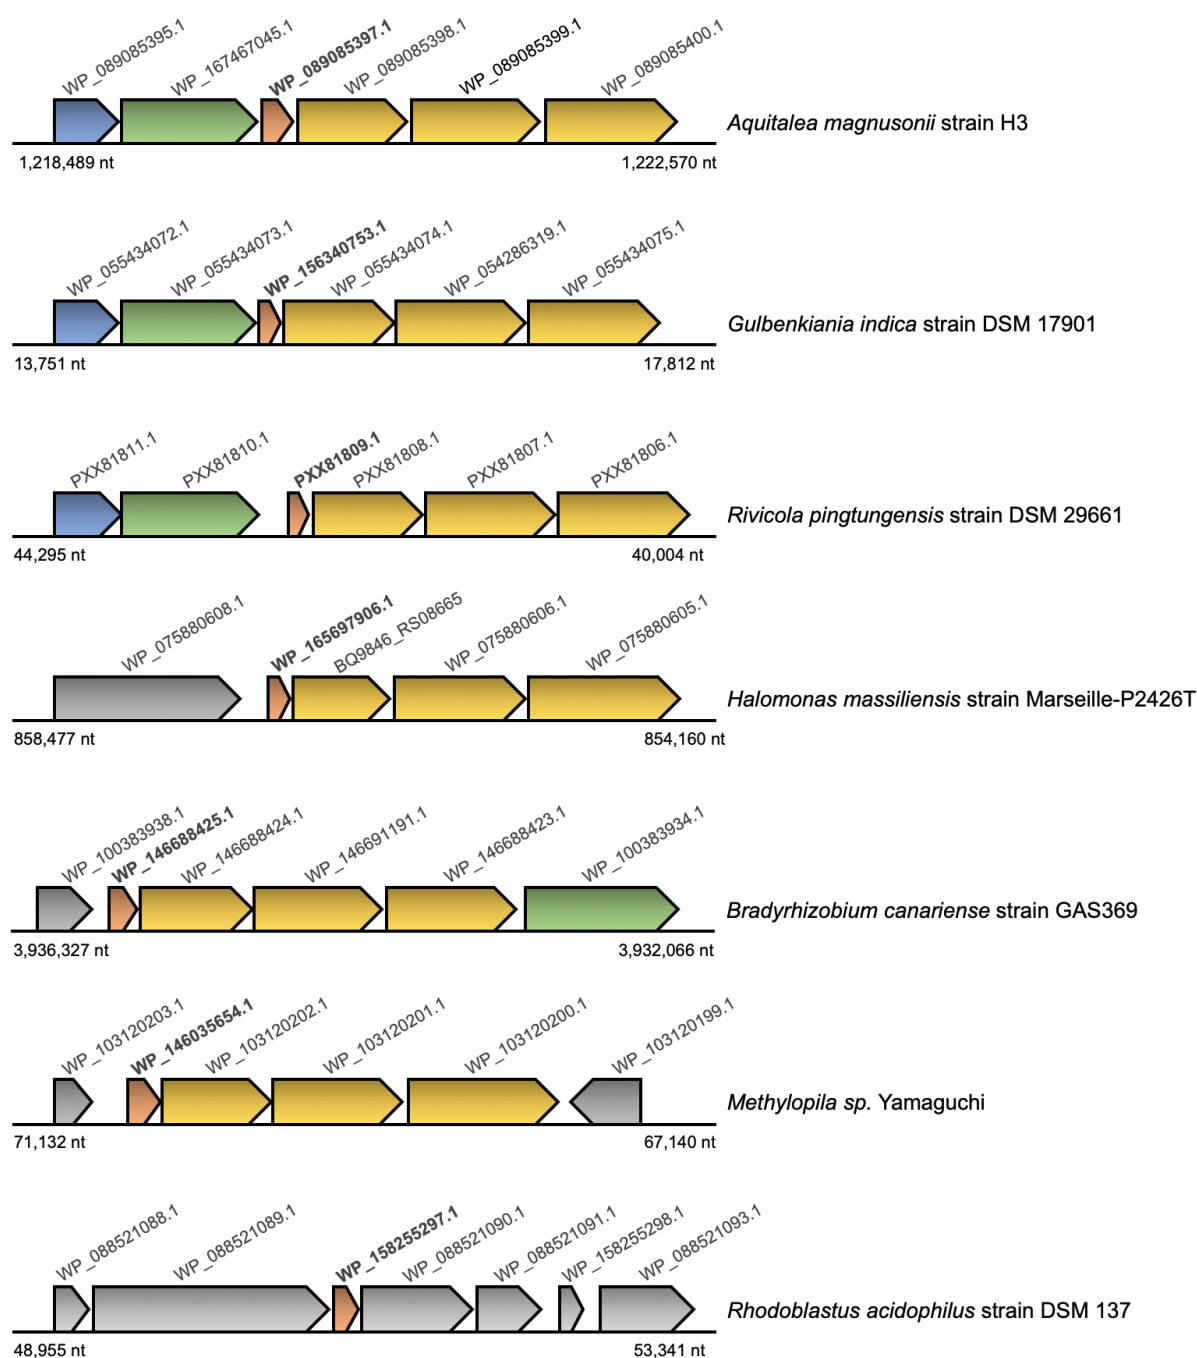 WP_089085395.1 WP_167467045.1 WP_089085397.1 WP_089085398.1 WP_089085399.1 WP_089085400.1
Aquitalea magnusonii strain H3
1,218,489 nt 1,222,570 nt
WP_055434072.1 WP_055434073.1 WP_156340753.1 WP_055434074.1 WP_054286319.1 WP_055434075.1
Gulbenkiania indica strain DSM 17901
13,751 nt 17,812 nt
PXX81811.1 PXX81810.1 PXX81809.1 PXX81808.1 PXX81807.1 PXX81806.1
Rivicola pingtungensis strain DSM 29661
44,295 nt 40,004 nt
WP_075880608.1 WP_165697906.1 BQ9846_RS08665 WP_075880606.1 WP_075880605.1
Halomonas massiliensis strain Marseille-P2426T
858,477 nt 854,160 nt
WP_100383938.1 WP_146688425.1 WP_146688424.1 WP_146691191.1 WP_146688423.1 WP_100383934.1
Bradyrhizobium canariense strain GAS369
3,936,327 nt 3,932,066 nt
WP_103120203.1 WP_146035654.1 WP_103120202.1 WP_103120201.1 WP_103120200.1 WP_103120199.1
Methylopila sp. Yamaguchi
71,132 nt 67,140 nt
WP_088521088.1 WP_088521089.1 WP_158255297.1 WP_088521090.1 WP_088521091.1 WP_158255298.1 WP_088521093.1
Rhodoblastus acidophilus strain DSM 137
48,955 nt 53,341 nt